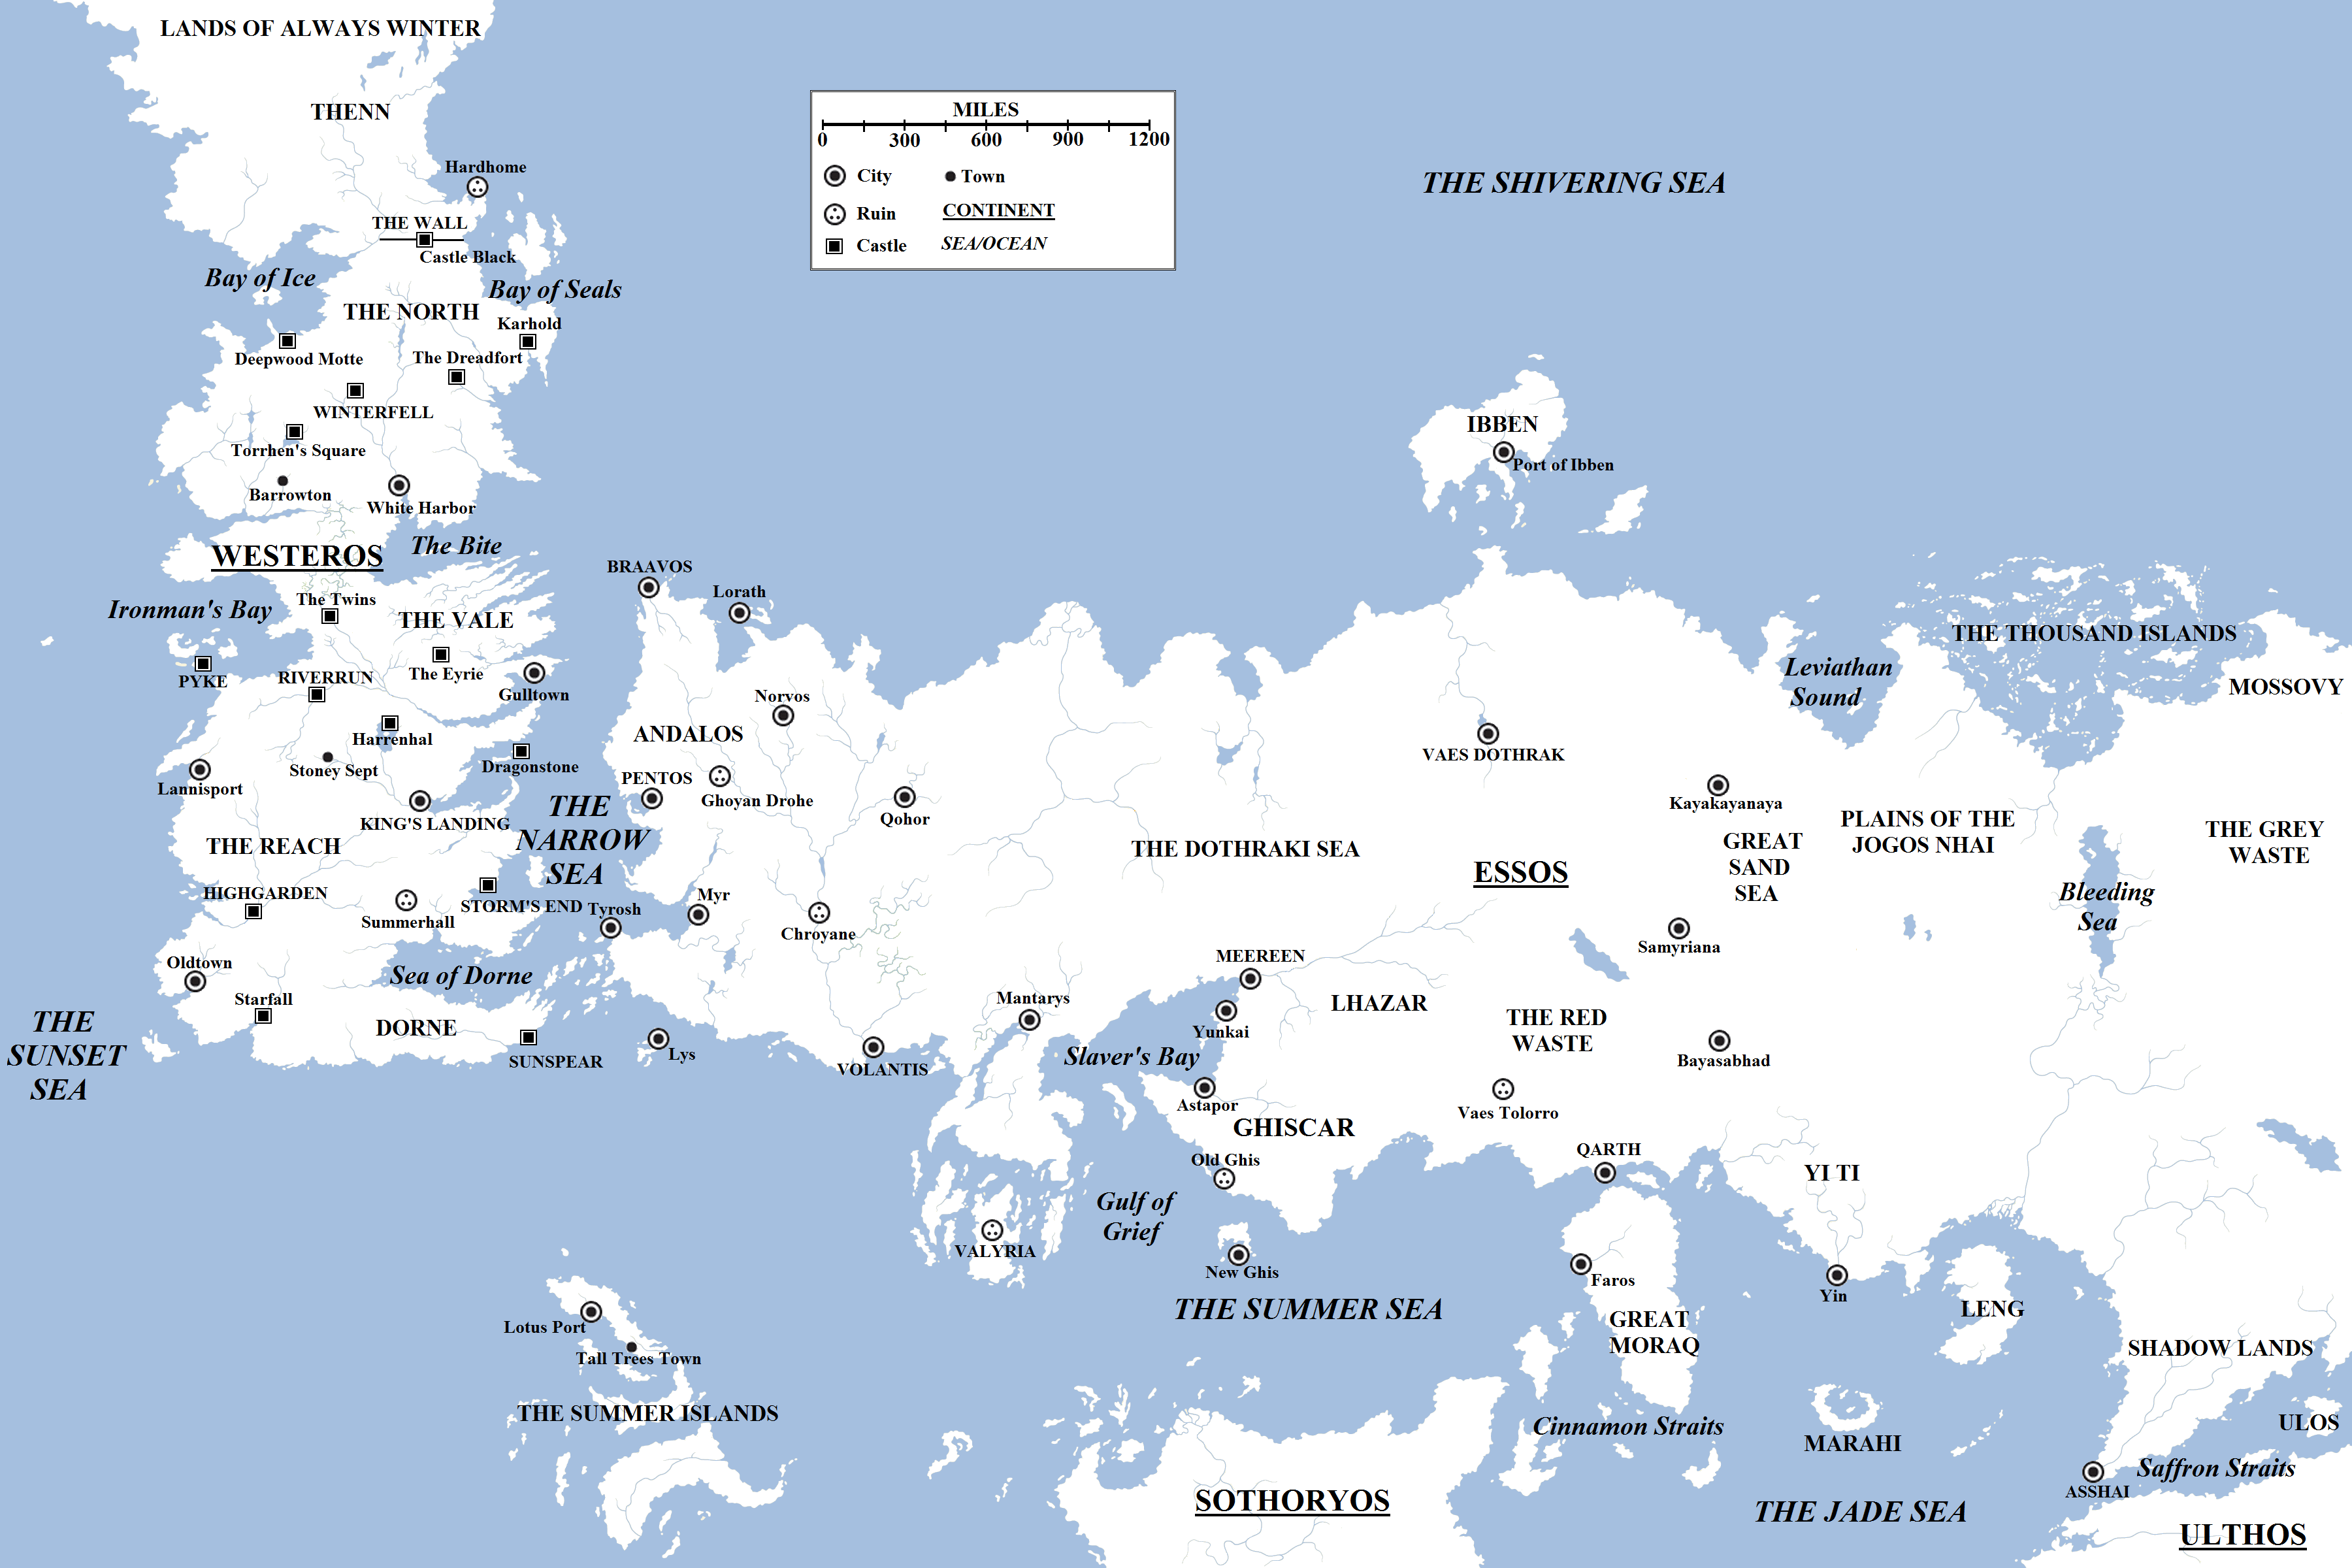 LANDS OF ALWAYS WINTER
THENN
Hardhome
THE WALL
Castle Black
Bay of Ice
Bay of Seals
THE NORTH
Karhold
Deepwood Motte
The Dreadfort
WINTERFELL
Torrhen's Square
Barrowton
White Harbor
WESTEROS
The Bite
The Twins
Ironman's Bay
THE VALE
PYKE
RIVERRUN
The Eyrie
Gulltown
Harrenhal
Stoney Sept
Dragonstone
Lannisport
KING'S LANDING
THE REACH
HIGHGARDEN
STORM'S END
Summerhall
Oldtown
Sea of Dorne
Starfall
DORNE
SUNSPEAR
THE
SUNSET
SEA
THE
NARROW
SEA
MILES
0 300 600 900 1200
City
Town
Ruin
CONTINENT
Castle
SEA/OCEAN
THE SHIVERING SEA
IBBEN
Port of Ibben
BRAAVOS
Lorath
Norvos
ANDALOS
PENTOS
Ghoyan Drohe
Qohor
Myr
Tyrosh
Chroyane
Lys
VOLANTIS
Mantarys
VALYRIA
THE DOTHRAKI SEA
VAES DOTHRAK
ESSOS
MEEREEN
Yunkai
LHAZAR
Slaver's Bay
Astapor
GHISCAR
Old Ghis
Gulf of
Grief
New Ghis
THE SUMMER SEA
THE RED
WASTE
Vaes Tolorro
QARTH
Faros
GREAT
MORAQ
Cinnamon Straits
Kayakayanaya
GREAT
SAND
SEA
Samyriana
Bayasabhad
PLAINS OF THE
JOGOS NHAI
Leviathan
Sound
THE THOUSAND ISLANDS
MOSSOVY
THE GREY
WASTE
Bleeding
Sea
YI TI
Yin
LENG
SHADOW LANDS
MARAHI
ULOS
Saffron Straits
ASSHAI
THE JADE SEA
ULTHOS
Lotus Port
Tall Trees Town
THE SUMMER ISLANDS
SOTHORYOS